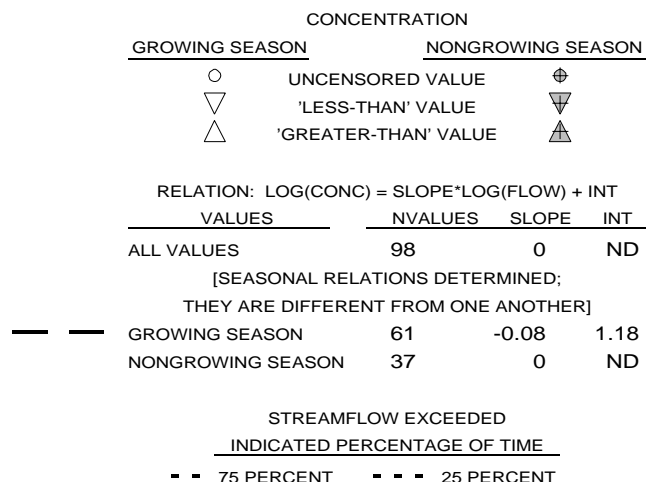 CONCENTRATION
GROWING SEASON NONGROWING SEASON
UNCENSORED VALUE
'LESS-THAN' VALUE
'GREATER-THAN' VALUE
RELATION: LOG(CONC) = SLOPE*LOG(FLOW) + INT
VALUES NVALUES SLOPE INT
ALL VALUES 98 0 ND
[SEASONAL RELATIONS DETERMINED;
THEY ARE DIFFERENT FROM ONE ANOTHER]
GROWING SEASON 61 -0.08 1.18
NONGROWING SEASON 37 0 ND
STREAMFLOW EXCEEDED
INDICATED PERCENTAGE OF TIME
75 PERCENT 25 PERCENT